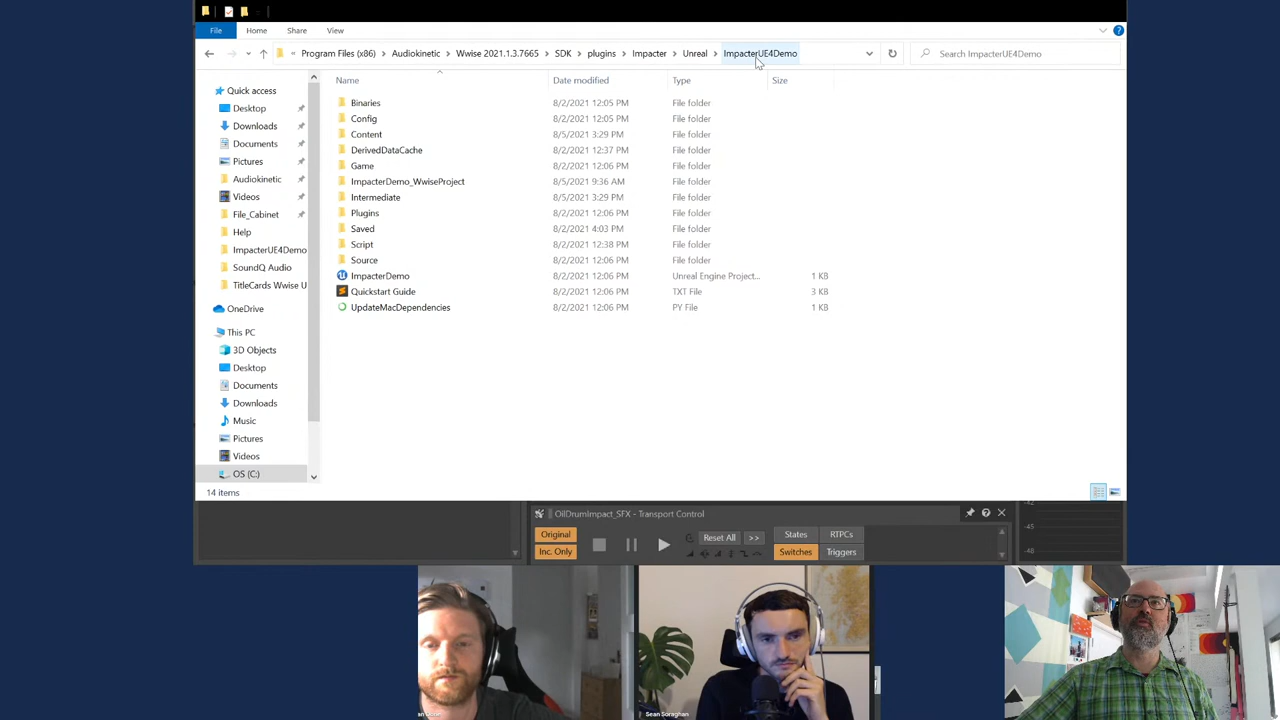 File Home Share View
« Program Files (x86) > Audiokinetic > Wwise 2021.1.3.7665 > SDK > plugins > Impacter > Unreal > ImpacterUE4Demo Search ImpacterUE4Demo
Name Date modified Type Size
Quick access
Desktop
Downloads
Documents
Pictures
Audiokinetic
Videos
File_Cabinet
Help
ImpacterUE4Demo
SoundQ Audio
TitleCards Wwise U
OneDrive
This PC
3D Objects
Desktop
Documents
Downloads
Music
Pictures
Videos
OS (C:)
Binaries 8/2/2021 12:05 PM File folder
Config 8/2/2021 12:05 PM File folder
Content 8/5/2021 3:29 PM File folder
DerivedDataCache 8/2/2021 12:37 PM File folder
Game 8/2/2021 12:06 PM File folder
ImpacterDemo_WwiseProject 8/5/2021 9:36 AM File folder
Intermediate 8/5/2021 3:29 PM File folder
Plugins 8/2/2021 12:06 PM File folder
Saved 8/2/2021 4:03 PM File folder
Script 8/2/2021 12:38 PM File folder
Source 8/2/2021 12:06 PM File folder
ImpacterDemo 8/2/2021 12:06 PM Unreal Engine Project... 1 KB
Quickstart Guide 8/2/2021 12:06 PM TXT File 3 KB
UpdateMacDependencies 8/2/2021 12:06 PM PY File 1 KB
14 items
OilDrumImpact_SFX - Transport Control
Original Reset All >> States RTPCs
Inc. Only Switches Triggers
-45
-48
Sean Soraghan